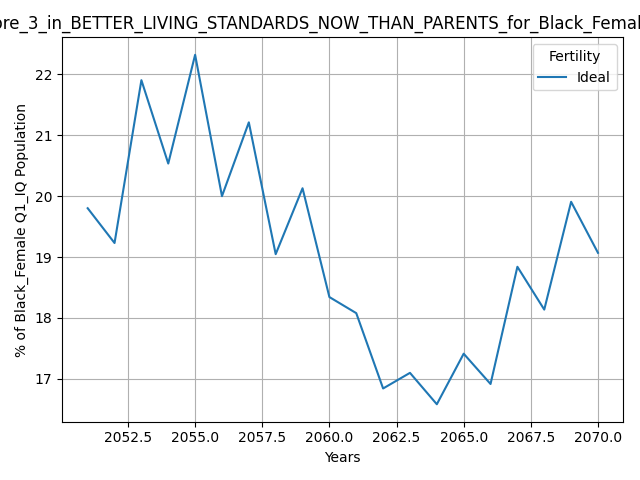 ore_3_in_BETTER_LIVING_STANDARDS_NOW_THAN_PARENTS_for_Black_Femal
Fertility
Ideal
% of Black_Female Q1_IQ Population
22
21
20
19
18
17
2052.5 2055.0 2057.5 2060.0 2062.5 2065.0 2067.5 2070.0
Years